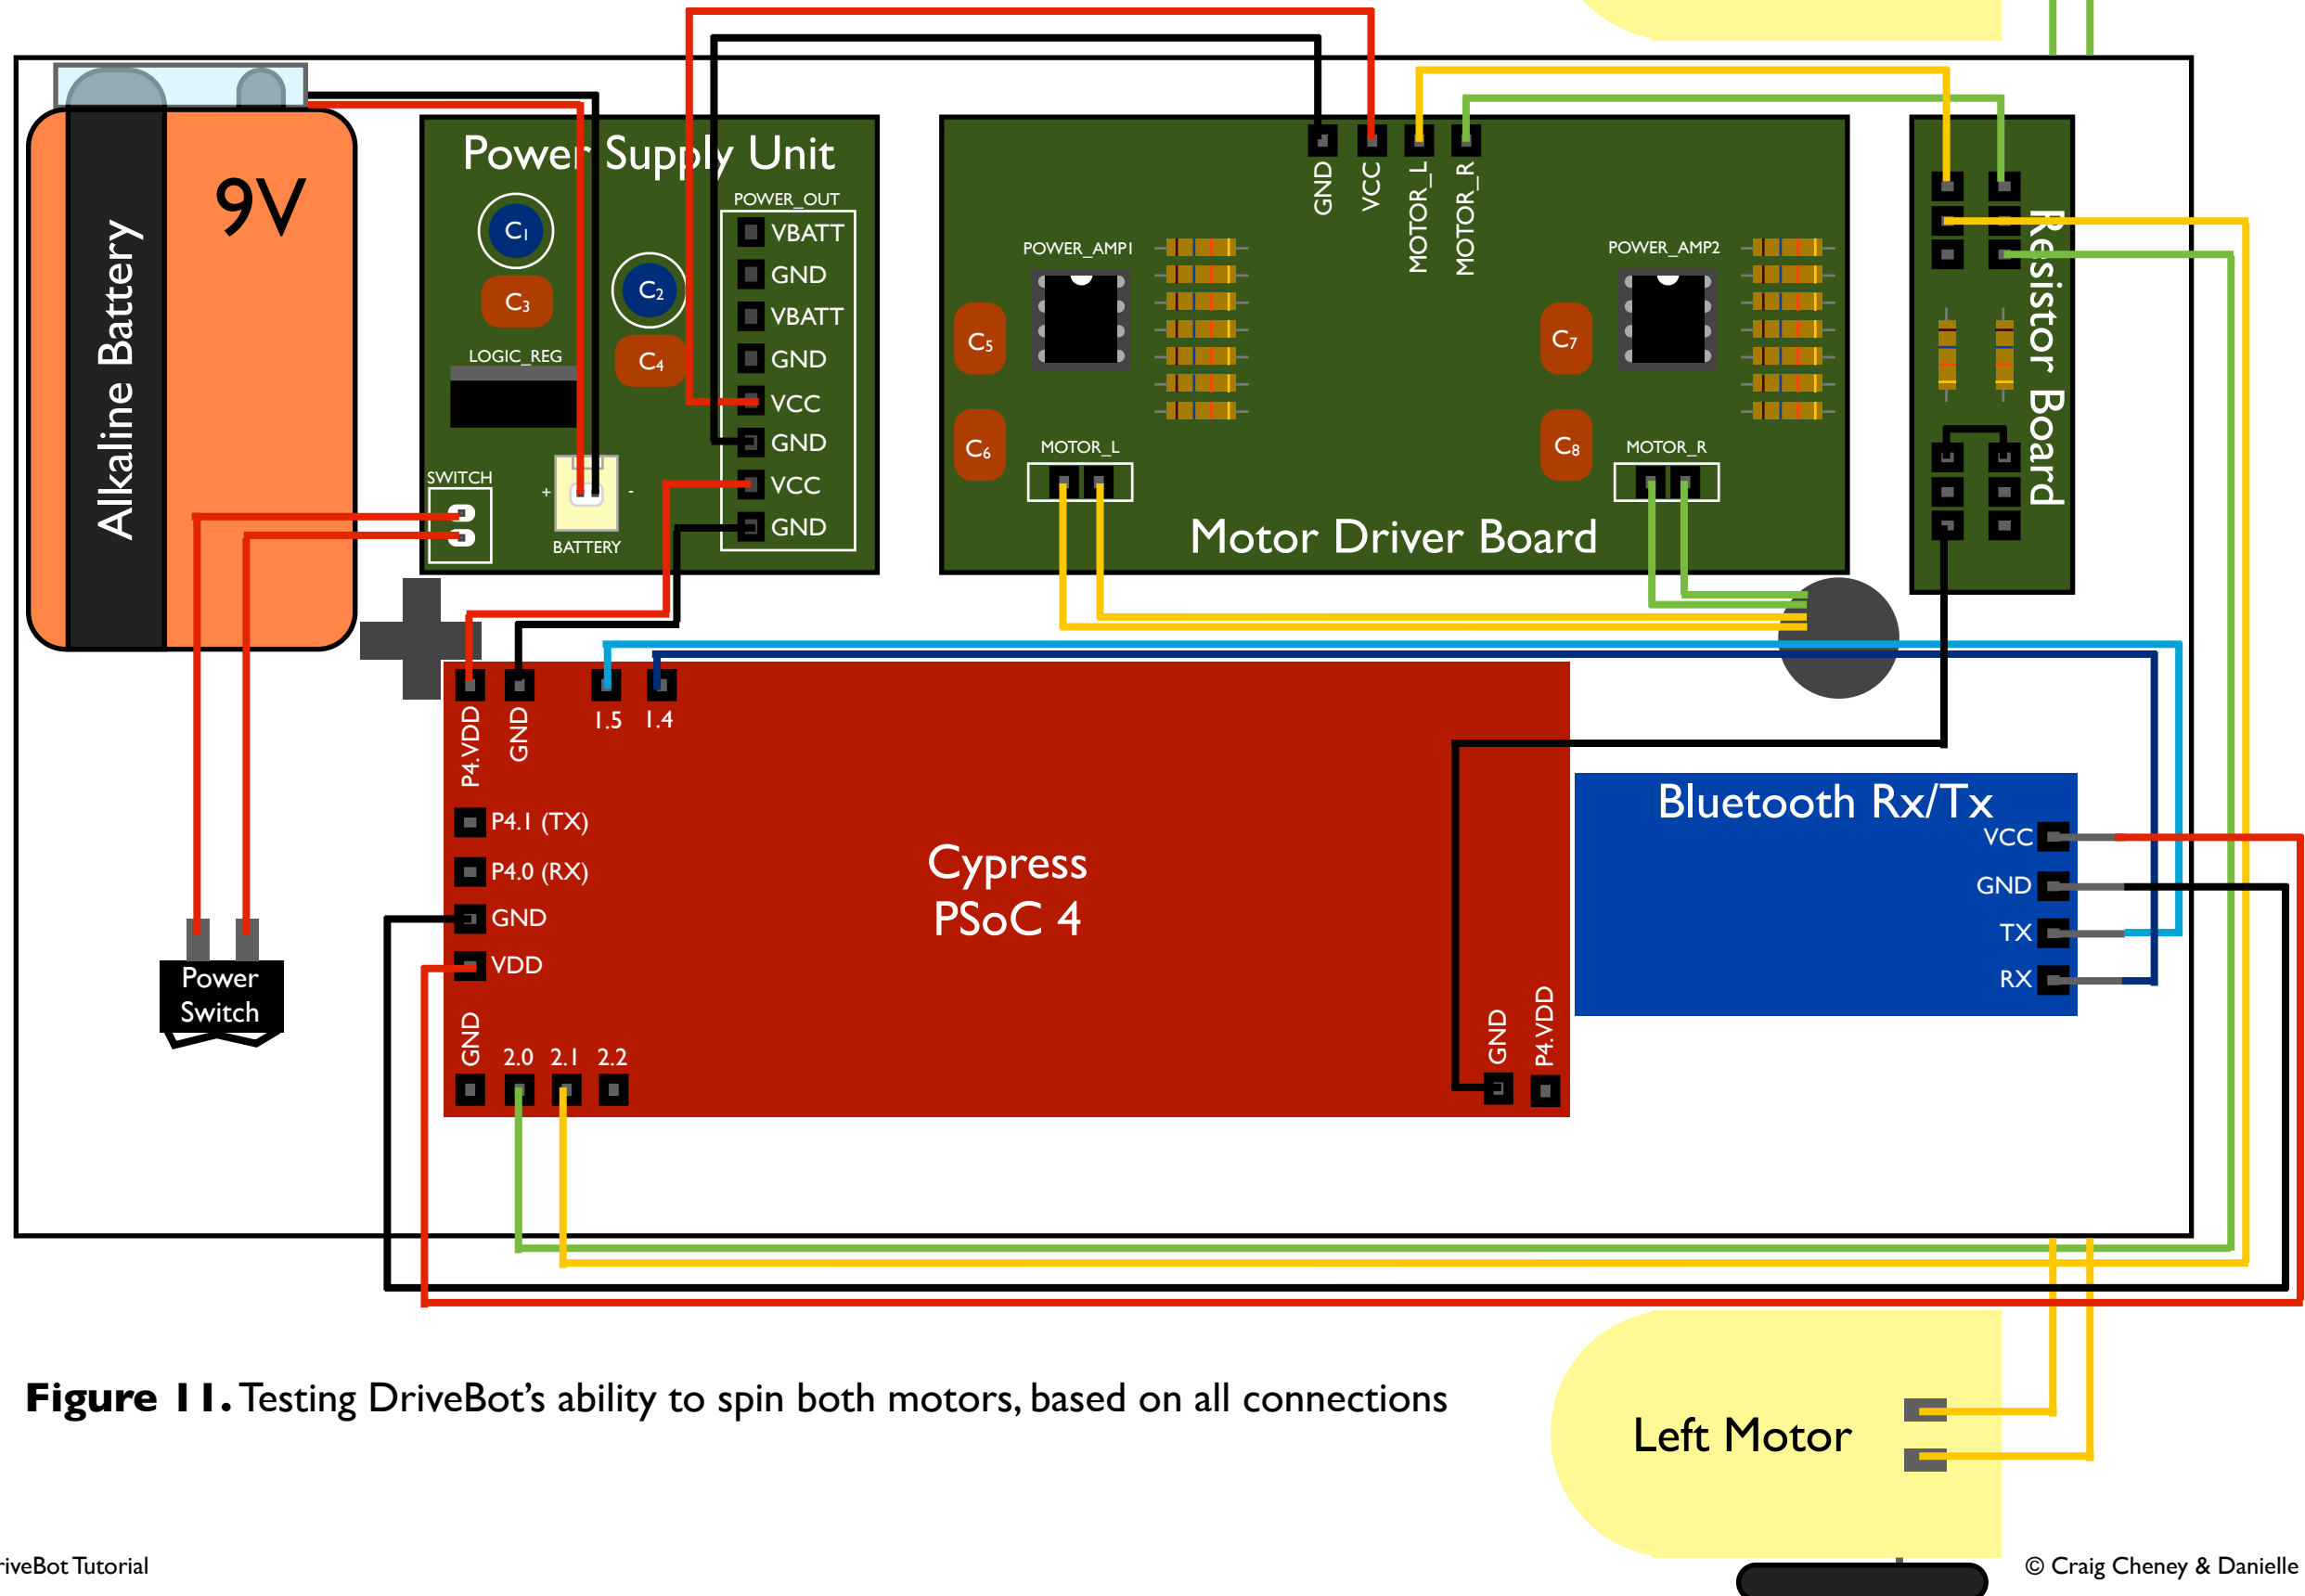 9V
Alkaline Battery
Power Supply Unit
POWER_OUT
C1
C2
C3
C4
VBATT
GND
VBATT
GND
VCC
GND
VCC
GND
LOGIC_REG
SWITCH
+
-
BATTERY
GND
VCC
MOTOR_L
MOTOR_R
POWER_AMP1
POWER_AMP2
C5
C6
C7
C8
MOTOR_L
MOTOR_R
Motor Driver Board
Resistor Board
P4.VDD
GND
1.5
1.4
P4.1 (TX)
P4.0 (RX)
GND
VDD
GND
2.0
2.1
2.2
Cypress
PSoC 4
GND
P4.VDD
Bluetooth Rx/Tx
VCC
GND
TX
RX
Power
Switch
Figure 11. Testing DriveBot's ability to spin both motors, based on all connections
Left Motor
riveBot Tutorial
© Craig Cheney & Danielle